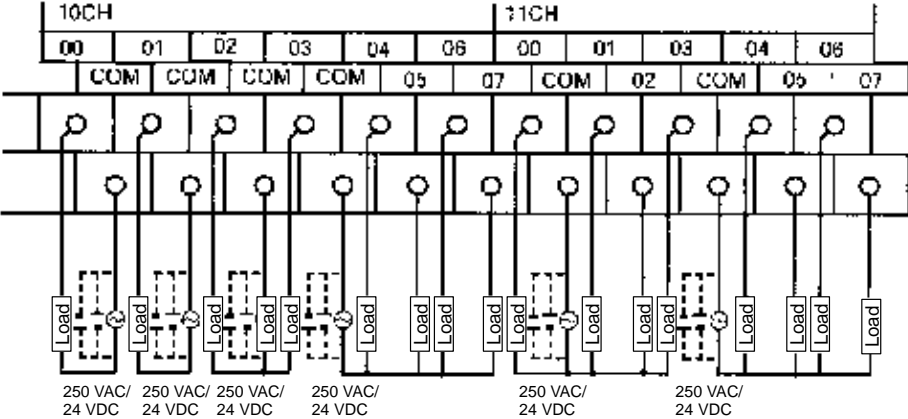 10CH 11CH
00 01 02 03 04 06 00 01 03 04 06
COM COM COM COM 05 07 COM 02 COM 05 07
Load Load Load Load Load Load Load Load Load Load Load Load Load Load Load Load Load
250 VAC/ 250 VAC/ 250 VAC/ 250 VAC/ 250 VAC/ 250 VAC/
24 VDC 24 VDC 24 VDC 24 VDC 24 VDC 24 VDC